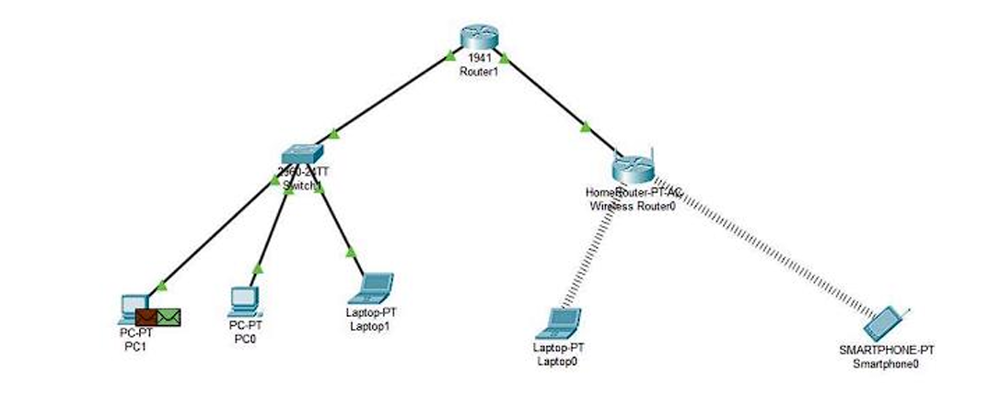 1941
Router1
2960-24TT
Switch1
HomeRouter-PT-AC
Wireless Router0
PC-PT
PC1
PC-PT
PC0
Laptop-PT
Laptop1
Laptop-PT
Laptop0
SMARTPHONE-PT
Smartphone0